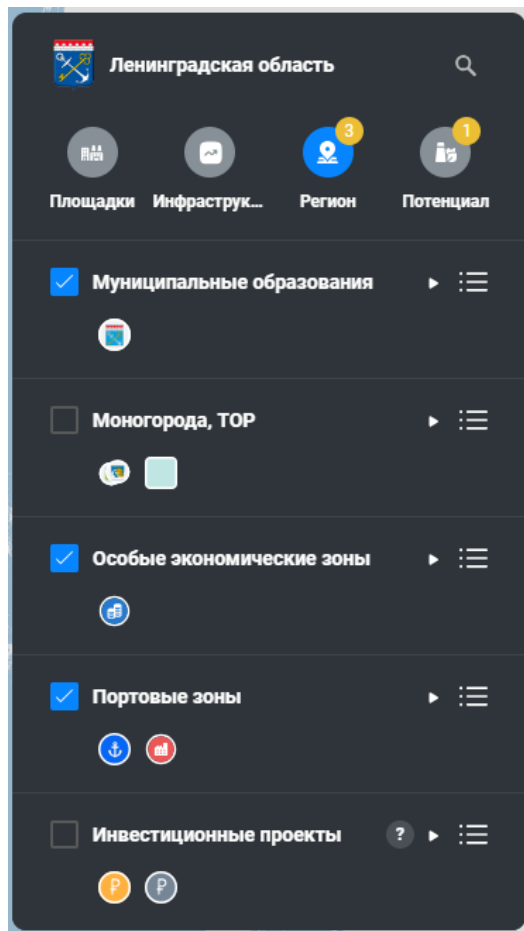 Ленинградская область
3
1
Площадки Инфраструк... Регион Потенциал
Муниципальные образования
Моногорода, ТОР
Особые экономические зоны
Портовые зоны
Инвестиционные проекты ?
₽ ₽